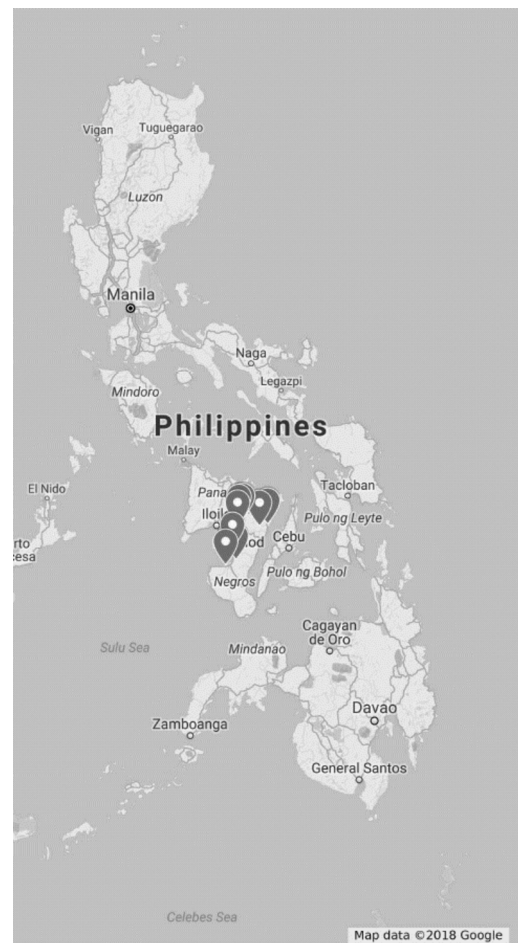 Vigan
Tuguegarao
Luzon
Manila
Naga
Legazpi
Mindoro
Philippines
Malay
El Nido
Tacloban
Pulo ng Leyte
Cebu
Pulo ng Bohol
Negros
Cagayan
de Oro
Sulu Sea
Mindanao
Davao
Zamboanga
General Santos
Celebes Sea
Map data ©2018 Google